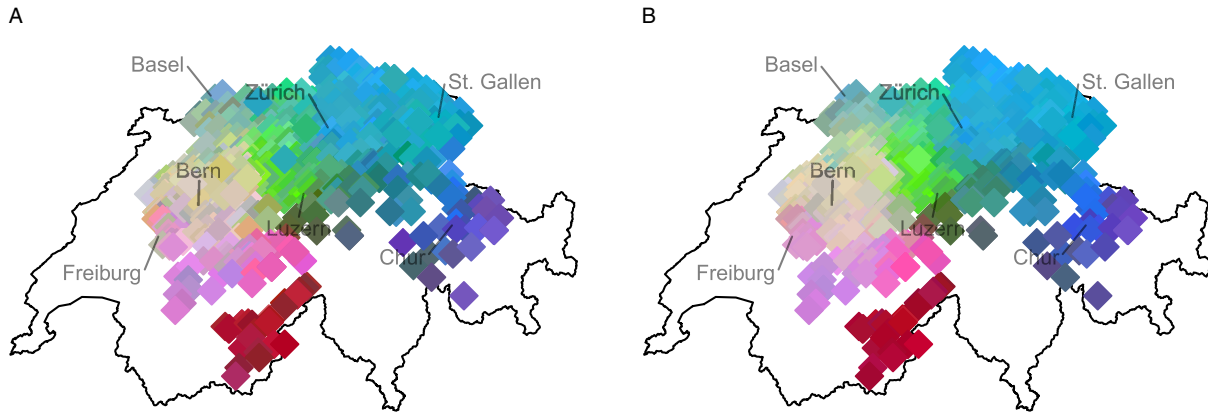 A
Basel
St. Gallen
Zürich
Bern
Luzern
Freiburg
Chur
B
Basel
St. Gallen
Zürich
Bern
Luzern
Freiburg
Chur